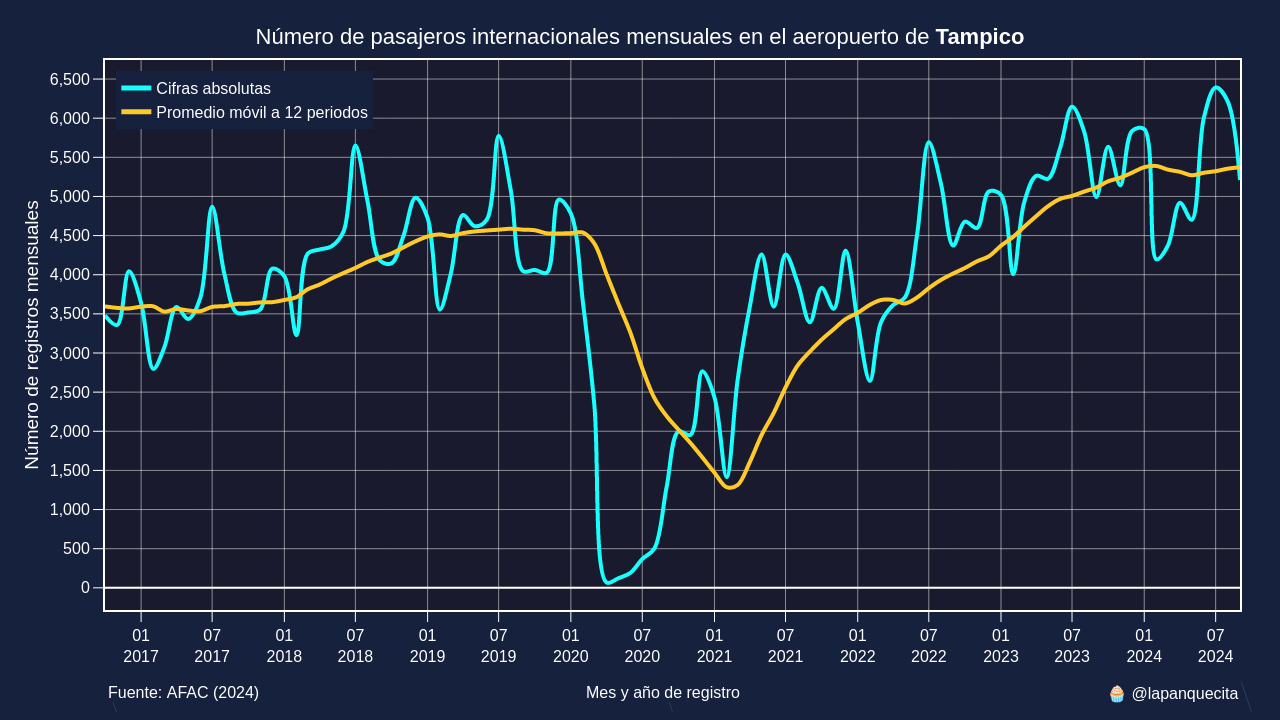 Número de pasajeros internacionales mensuales en el aeropuerto de Tampico
Cifras absolutas
Promedio móvil a 12 periodos
Número de registros mensuales
6,500
6,000
5,500
5,000
4,500
4,000
3,500
3,000
2,500
2,000
1,500
1,000
500
0
01 07 01 07 01 07 01 07 01 07 01 07 01 07 01 07
2017 2017 2018 2018 2019 2019 2020 2020 2021 2021 2022 2022 2023 2023 2024 2024
Fuente: AFAC (2024) Mes y año de registro 🧁 @lapanquecita